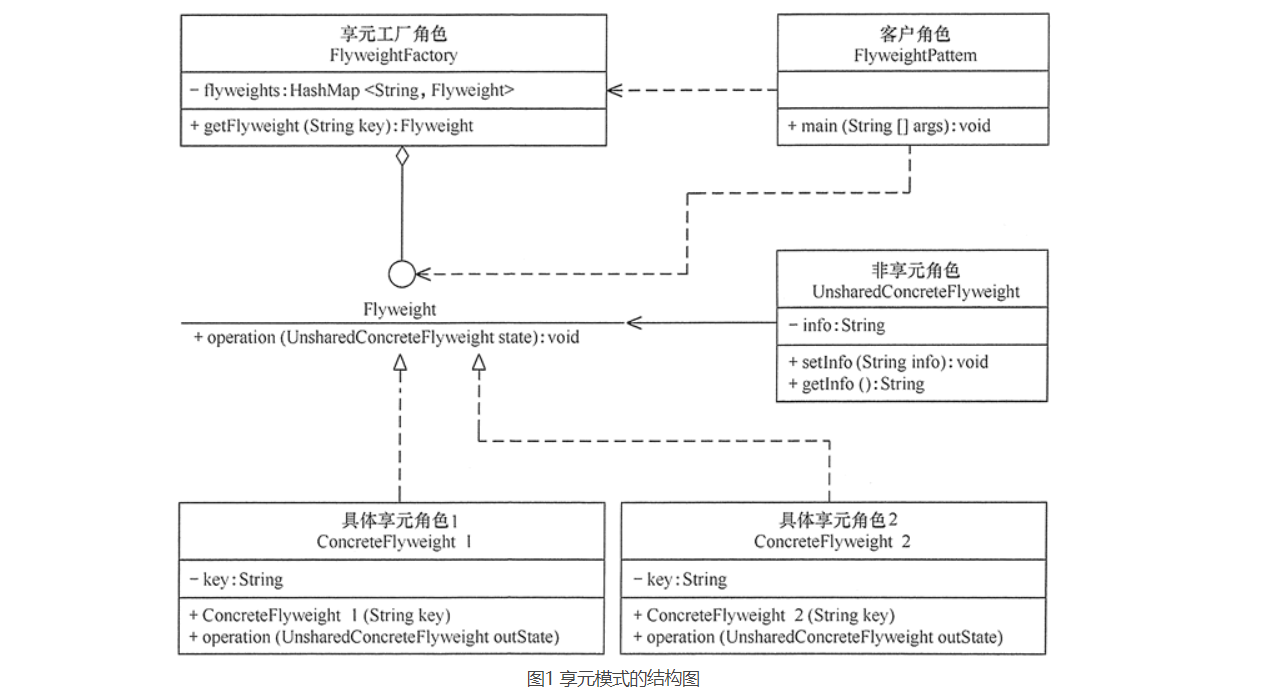 享元工厂角色
FlyweightFactory
- flyweights:HashMap <String, Flyweight>
+ getFlyweight (String key):Flyweight
客户角色
FlyweightPattem
+ main (String [] args):void
Flyweight
+ operation (UnsharedConcreteFlyweight state):void
非享元角色
UnsharedConcreteFlyweight
- info:String
+ setInfo (String info):void
+ getInfo ():String
具体享元角色1
ConcreteFlyweight 1
- key:String
+ ConcreteFlyweight 1 (String key)
+ operation (UnsharedConcreteFlyweight outState)
具体享元角色2
ConcreteFlyweight 2
- key:String
+ ConcreteFlyweight 2 (String key)
+ operation (UnsharedConcreteFlyweight outState)
图1 享元模式的结构图